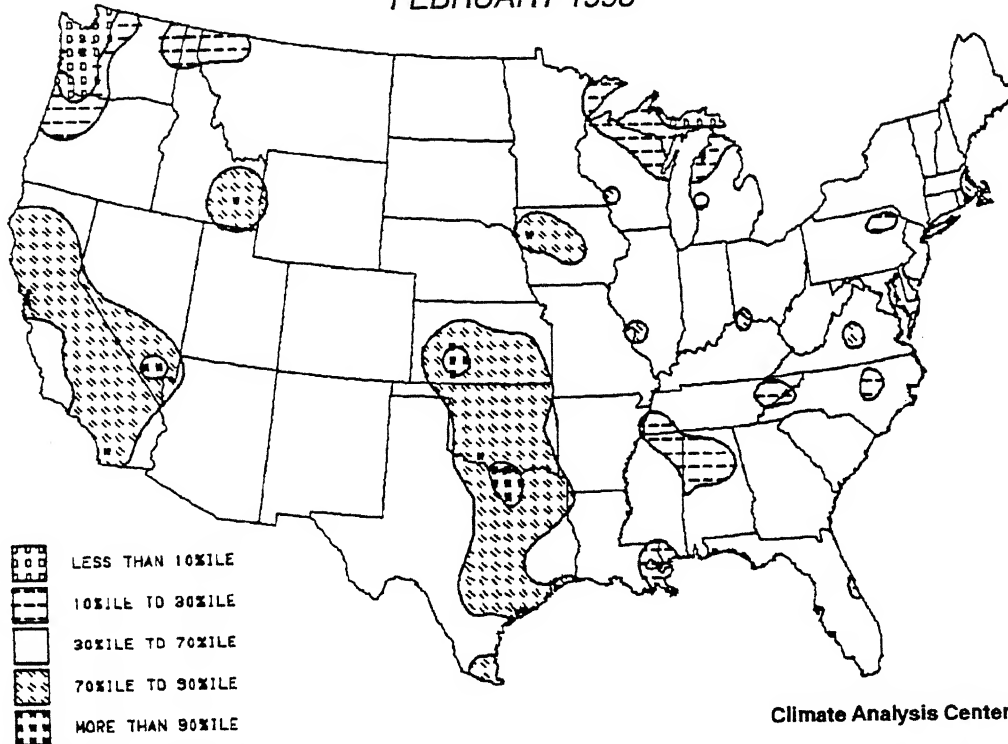 FEBRUARY
LESS THAN 10%ILE
10%ILE TO 30%ILE
30%ILE TO 70%ILE
70%ILE TO 90%ILE
MORE THAN 90%ILE
Climate Analysis Center